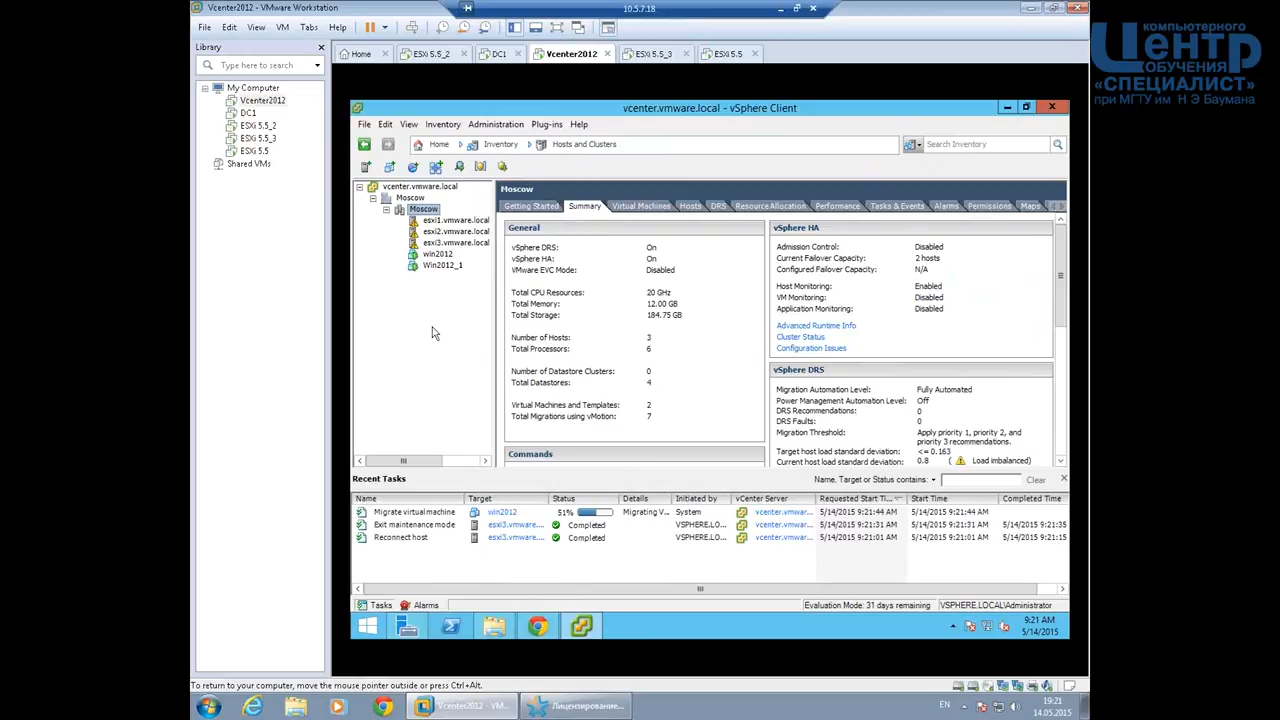 Vcenter2012 - VMware Workstation
10.5.7.18
File Edit View VM Tabs Help
Library
Type here to search
My Computer
Vcenter2012
DC1
ESXi 5.5_2
ESXi 5.5_3
ESXi 5.5
Shared VMs
Home ESXi 5.5_2 DC1 Vcenter2012 ESXi 5.5_3 ESXi 5.5
vcenter.vmware.local - vSphere Client
File Edit View Inventory Administration Plug-ins Help
Home Inventory Hosts and Clusters Search Inventory
vcenter.vmware.local
Moscow
Moscow
esxi1.vmware.local
esxi2.vmware.local
esxi3.vmware.local
win2012
Win2012_1
Moscow
Getting Started Summary Virtual Machines Hosts DRS Resource Allocation Performance Tasks & Events Alarms Permissions Maps
General
vSphere DRS: On
vSphere HA: On
VMware EVC Mode: Disabled
Total CPU Resources: 20 GHz
Total Memory: 12.00 GB
Total Storage: 184.75 GB
Number of Hosts: 3
Total Processors: 6
Number of Datastore Clusters: 0
Total Datastores: 4
Virtual Machines and Templates: 2
Total Migrations using vMotion: 7
Commands
vSphere HA
Admission Control: Disabled
Current Failover Capacity: 2 hosts
Configured Failover Capacity: N/A
Host Monitoring: Enabled
VM Monitoring: Disabled
Application Monitoring: Disabled
Advanced Runtime Info
Cluster Status
Configuration Issues
vSphere DRS
Migration Automation Level: Fully Automated
Power Management Automation Level: Off
DRS Recommendations: 0
DRS Faults: 0
Migration Threshold: Apply priority 1, priority 2, and
priority 3 recommendations.
Target host load standard deviation: <= 0.163
Current host load standard deviation: 0.8 ( Load imbalanced)
Recent Tasks
Name, Target or Status contains: Clear
Name Target Status Details Initiated by vCenter Server Requested Start Ti... Start Time Completed Time
Migrate virtual machine win2012 51% Migrating V... System vcenter.vmwar... 5/14/2015 9:21:44 AM 5/14/2015 9:21:44 AM
Exit maintenance mode esxi3.vmware.... Completed VSPHERE.LO... vcenter.vmwar... 5/14/2015 9:21:31 AM 5/14/2015 9:21:31 AM 5/14/2015 9:21:35
Reconnect host esxi3.vmware.... Completed VSPHERE.LO... vcenter.vmwar... 5/14/2015 9:21:01 AM 5/14/2015 9:21:01 AM 5/14/2015 9:21:15
Tasks Alarms Evaluation Mode: 31 days remaining VSPHERE.LOCAL\Administrator
9:21 AM
5/14/2015
To return to your computer, move the mouse pointer outside or press Ctrl+Alt.
Vcenter2012 - VM... Лицензирование... EN 19:21
14.05.2015
компьютерного
Центр
ОБУЧЕНИЯ
«СПЕЦИАЛИСТ»
при МГТУ им Н Э Баумана